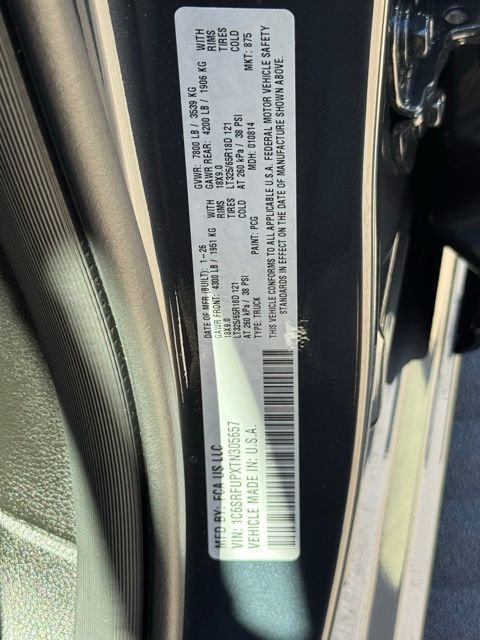 MFD BY: FCA US LLC
DATE OF MFR (BUILT): 1-26
GVWR: 7800 LB / 3539 KG
GAWR FRONT: 4300 LB / 1951 KG WITH
GAWR REAR: 4200 LB / 1906 KG WITH
18X9.0 RIMS
18X9.0 RIMS
LT325/65R18D 121 TIRES
LT325/65R18D 121 TIRES
AT 260 kPa / 38 PSI COLD
AT 260 kPa / 38 PSI COLD
TYPE: TRUCK
PAINT: PCG
MDH: 010814
MKT: 875
THIS VEHICLE CONFORMS TO ALL APPLICABLE U.S.A. FEDERAL MOTOR VEHICLE SAFETY
STANDARDS IN EFFECT ON THE DATE OF MANUFACTURE SHOWN ABOVE.
VIN: 1C6SRFUPXTN305657
VEHICLE MADE IN: U.S.A.